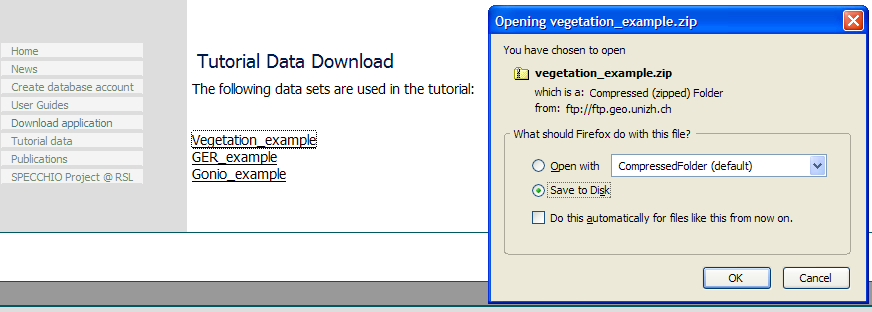 Home
News
Create database account
User Guides
Download application
Tutorial data
Publications
SPECCHIO Project @ RSL
Tutorial Data Download
The following data sets are used in the tutorial:
Vegetation_example
GER_example
Gonio_example
Opening vegetation_example.zip
You have chosen to open
vegetation_example.zip
which is a: Compressed (zipped) Folder
from: ftp://ftp.geo.unizh.ch
What should Firefox do with this file?
Open with CompressedFolder (default)
Save to Disk
Do this automatically for files like this from now on.
OK Cancel